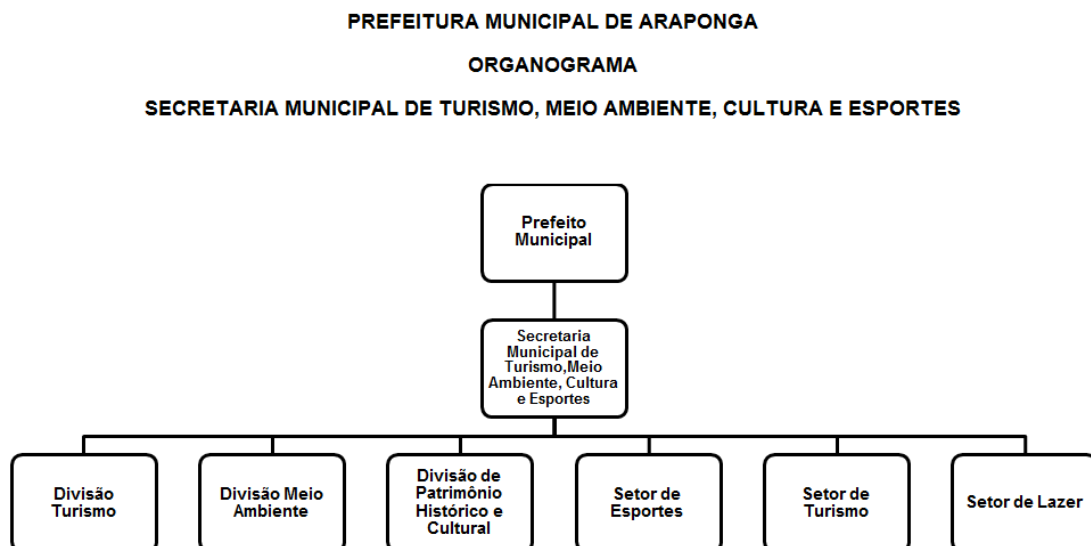 PREFEITURA MUNICIPAL DE ARAPONGA
ORGANOGRAMA
SECRETARIA MUNICIPAL DE TURISMO, MEIO AMBIENTE, CULTURA E ESPORTES
Prefeito
Municipal
Secretaria
Municipal de
Turismo,Meio
Ambiente, Cultura
e Esportes
Divisão
Turismo
Divisão Meio
Ambiente
Divisão de
Patrimônio
Histórico e
Cultural
Setor de
Esportes
Setor de
Turismo
Setor de Lazer